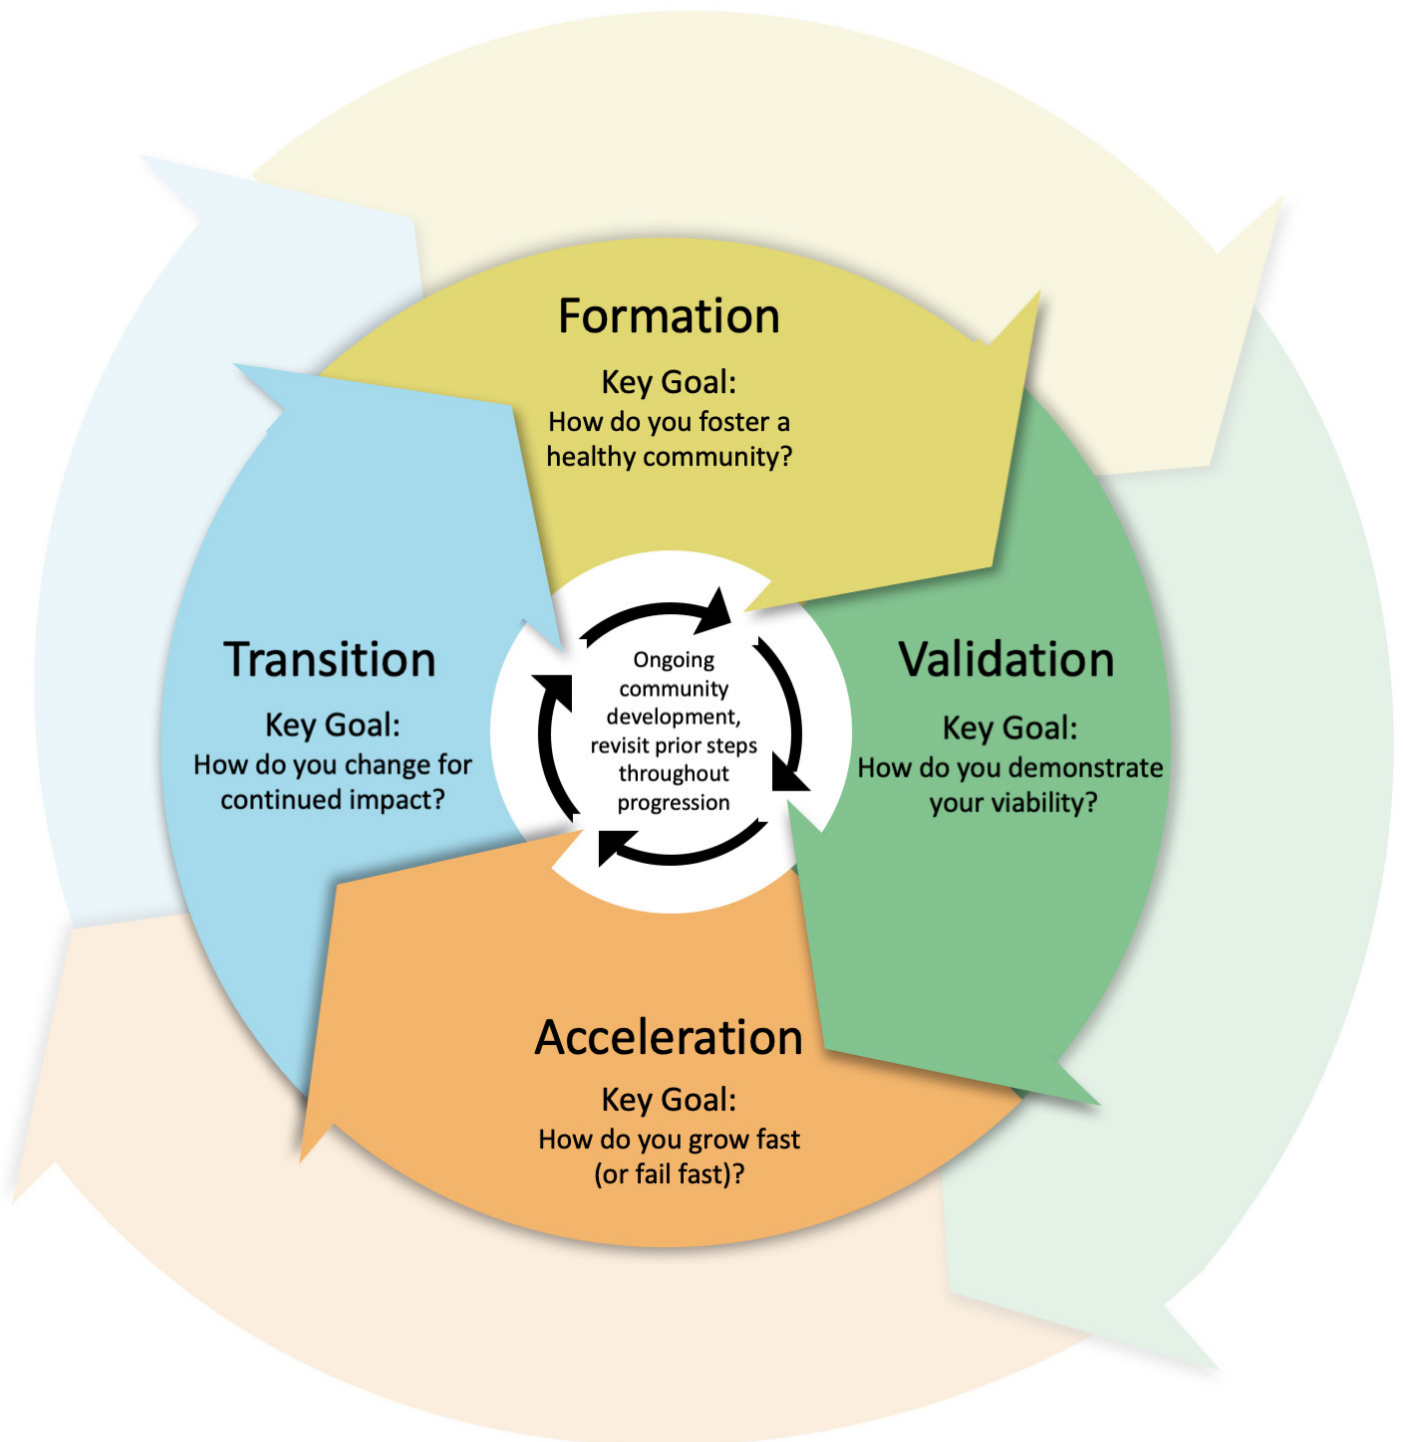 Formation
Key Goal:
How do you foster a
healthy community?
Validation
Key Goal:
How do you demonstrate
your viability?
Acceleration
Key Goal:
How do you grow fast
(or fail fast)?
Transition
Key Goal:
How do you change for
continued impact?
Ongoing
community
development,
revisit prior steps
throughout
progression